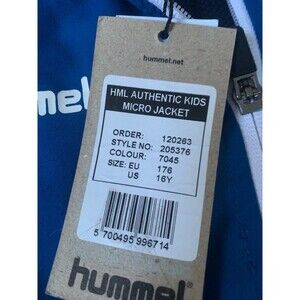 hummel.net
HML AUTHENTIC KIDS
MICRO JACKET
ORDER: 120263
STYLE NO: 205376
COLOUR: 7045
SIZE: EU 176
US 16Y
5 700495 996714
hummel®
mel